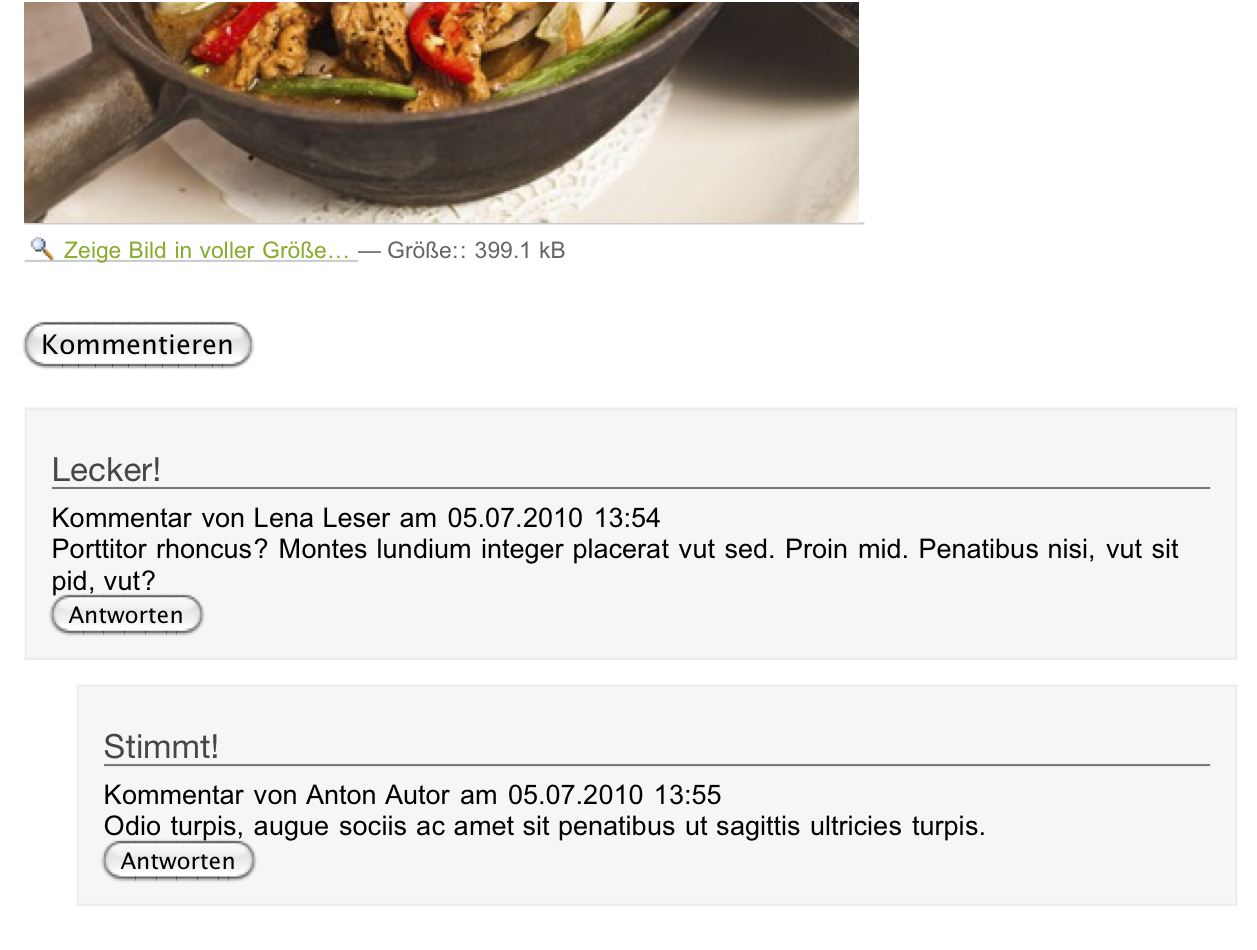 Zeige Bild in voller Größe… — Größe:: 399.1 kB
Kommentieren
Lecker!
Kommentar von Lena Leser am 05.07.2010 13:54
Porttitor rhoncus? Montes lundium integer placerat vut sed. Proin mid. Penatibus nisi, vut sit
pid, vut?
Antworten
Stimmt!
Kommentar von Anton Autor am 05.07.2010 13:55
Odio turpis, augue sociis ac amet sit penatibus ut sagittis ultricies turpis.
Antworten